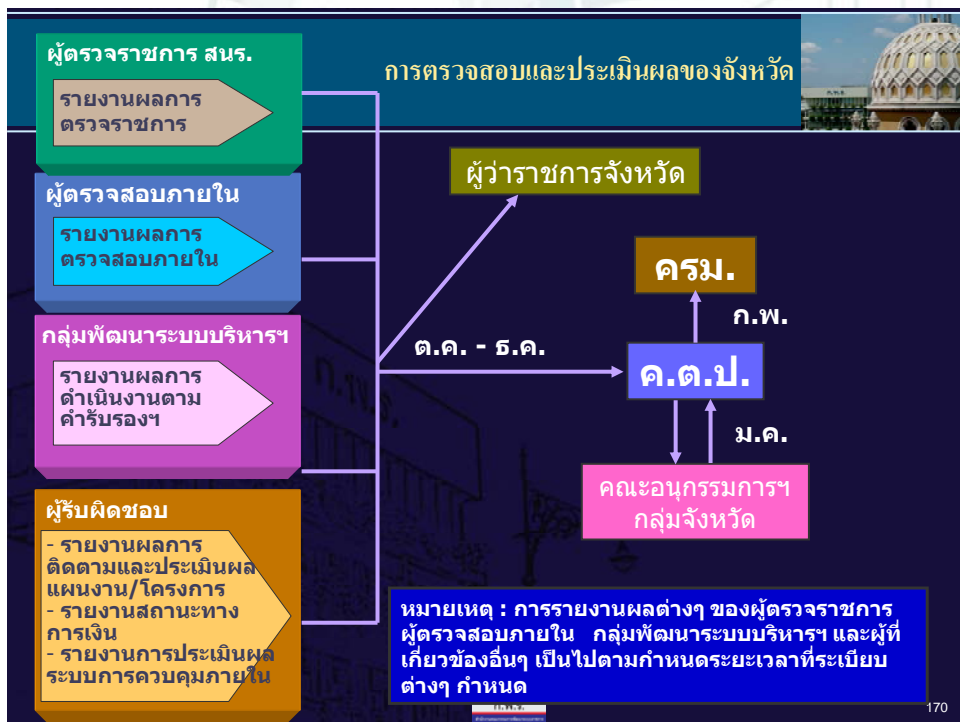 การตรวจสอบและประเมินผลของจังหวัด
ผู้ตรวจราชการ สนร.
รายงานผลการ
ตรวจราชการ
ผู้ตรวจสอบภายใน
รายงานผลการ
ตรวจสอบภายใน
กลุ่มพัฒนาระบบบริหารฯ
รายงานผลการ
ดำเนินงานตาม
คำรับรองฯ
ผู้รับผิดชอบ
- รายงานผลการ
ติดตามและประเมินผล
แผนงาน/โครงการ
- รายงานสถานะทาง
การเงิน
- รายงานการประเมินผล
ระบบการควบคุมภายใน
ผู้ว่าราชการจังหวัด
ครม.
ก.พ.
ต.ค. - ธ.ค.
ค.ต.ป.
ม.ค.
คณะอนุกรรมการฯ
กลุ่มจังหวัด
หมายเหตุ : การรายงานผลต่างๆ ของผู้ตรวจราชการ
ผู้ตรวจสอบภายใน กลุ่มพัฒนาระบบบริหารฯ และผู้ที่
เกี่ยวข้องอื่นๆ เป็นไปตามกำหนดระยะเวลาที่ระเบียบ
ต่างๆ กำหนด
ก.พ.ร.
170